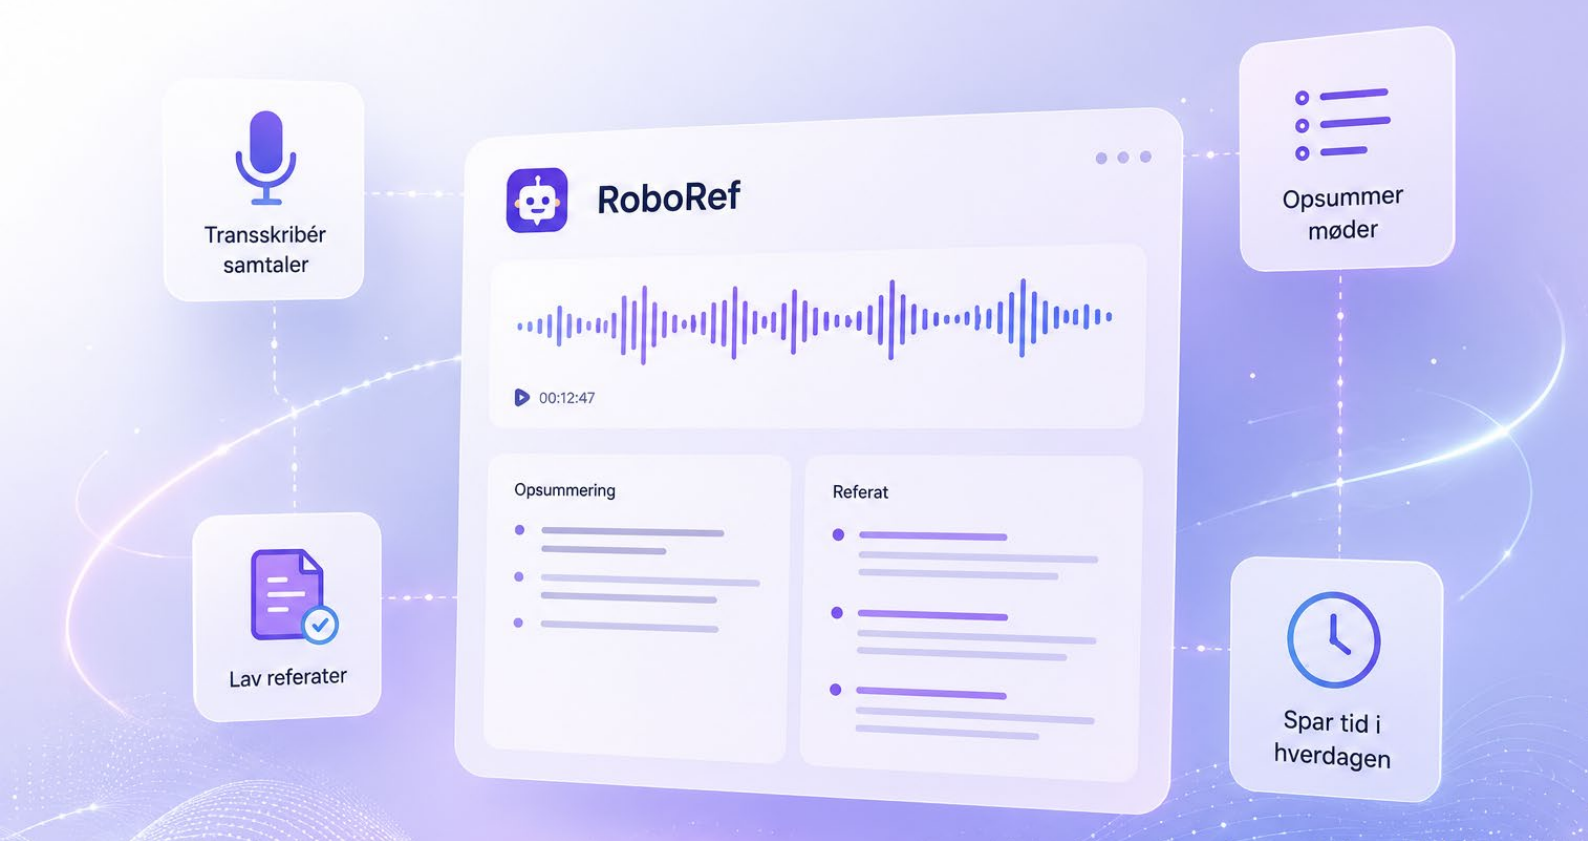 Transskribér
samtaler
RoboRef
Opsummer
møder
00:12:47
Opsummering
Referat
Lav referater
Spar tid i
hverdagen